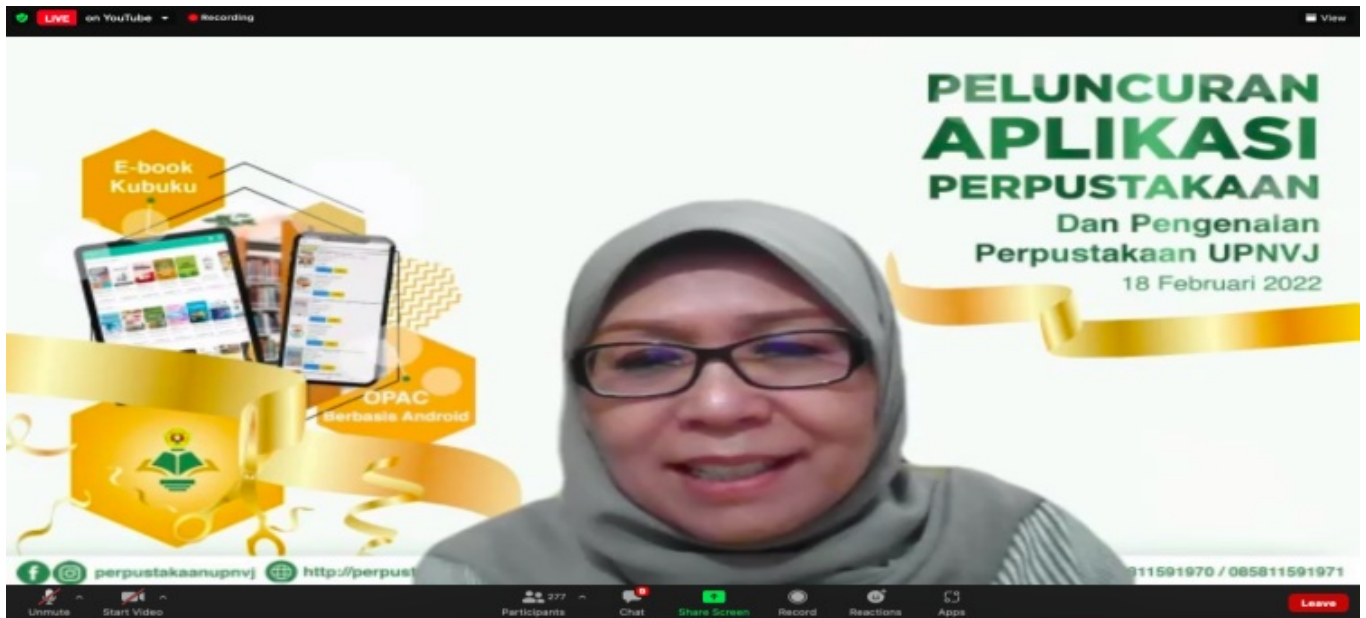 LIVE on YouTube
Recording
View
PELUNCURAN
APLIKASI
PERPUSTAKAAN
Dan Pengenalan
Perpustakaan UPNVJ
18 Februari 2022
E-book
Kubuku
OPAC
Berbasis Android
perpustakaanupnvj http://perpust
811591970 / 085811591971
Unmute
Start Video
277
Participants
Chat
Share Screen
Record
Reactions
Apps
Leave